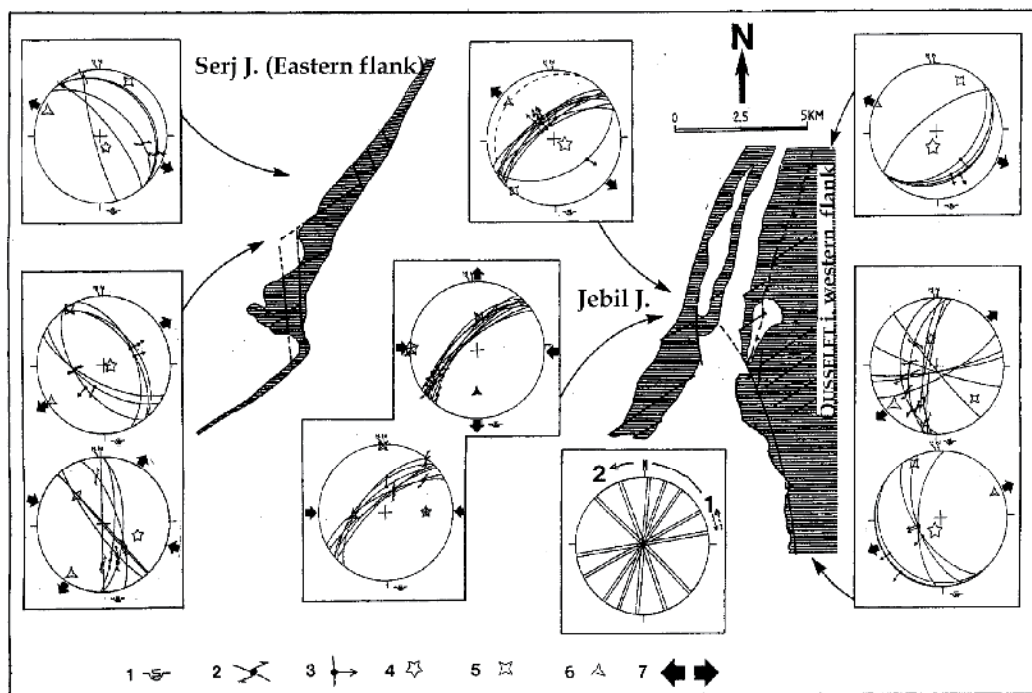 Serj J. (Eastern flank)
N
0 2.5 5KM
Jebil J.
OUSSELET j. western flank
2 N 1
1 2 3 4 5 6 7